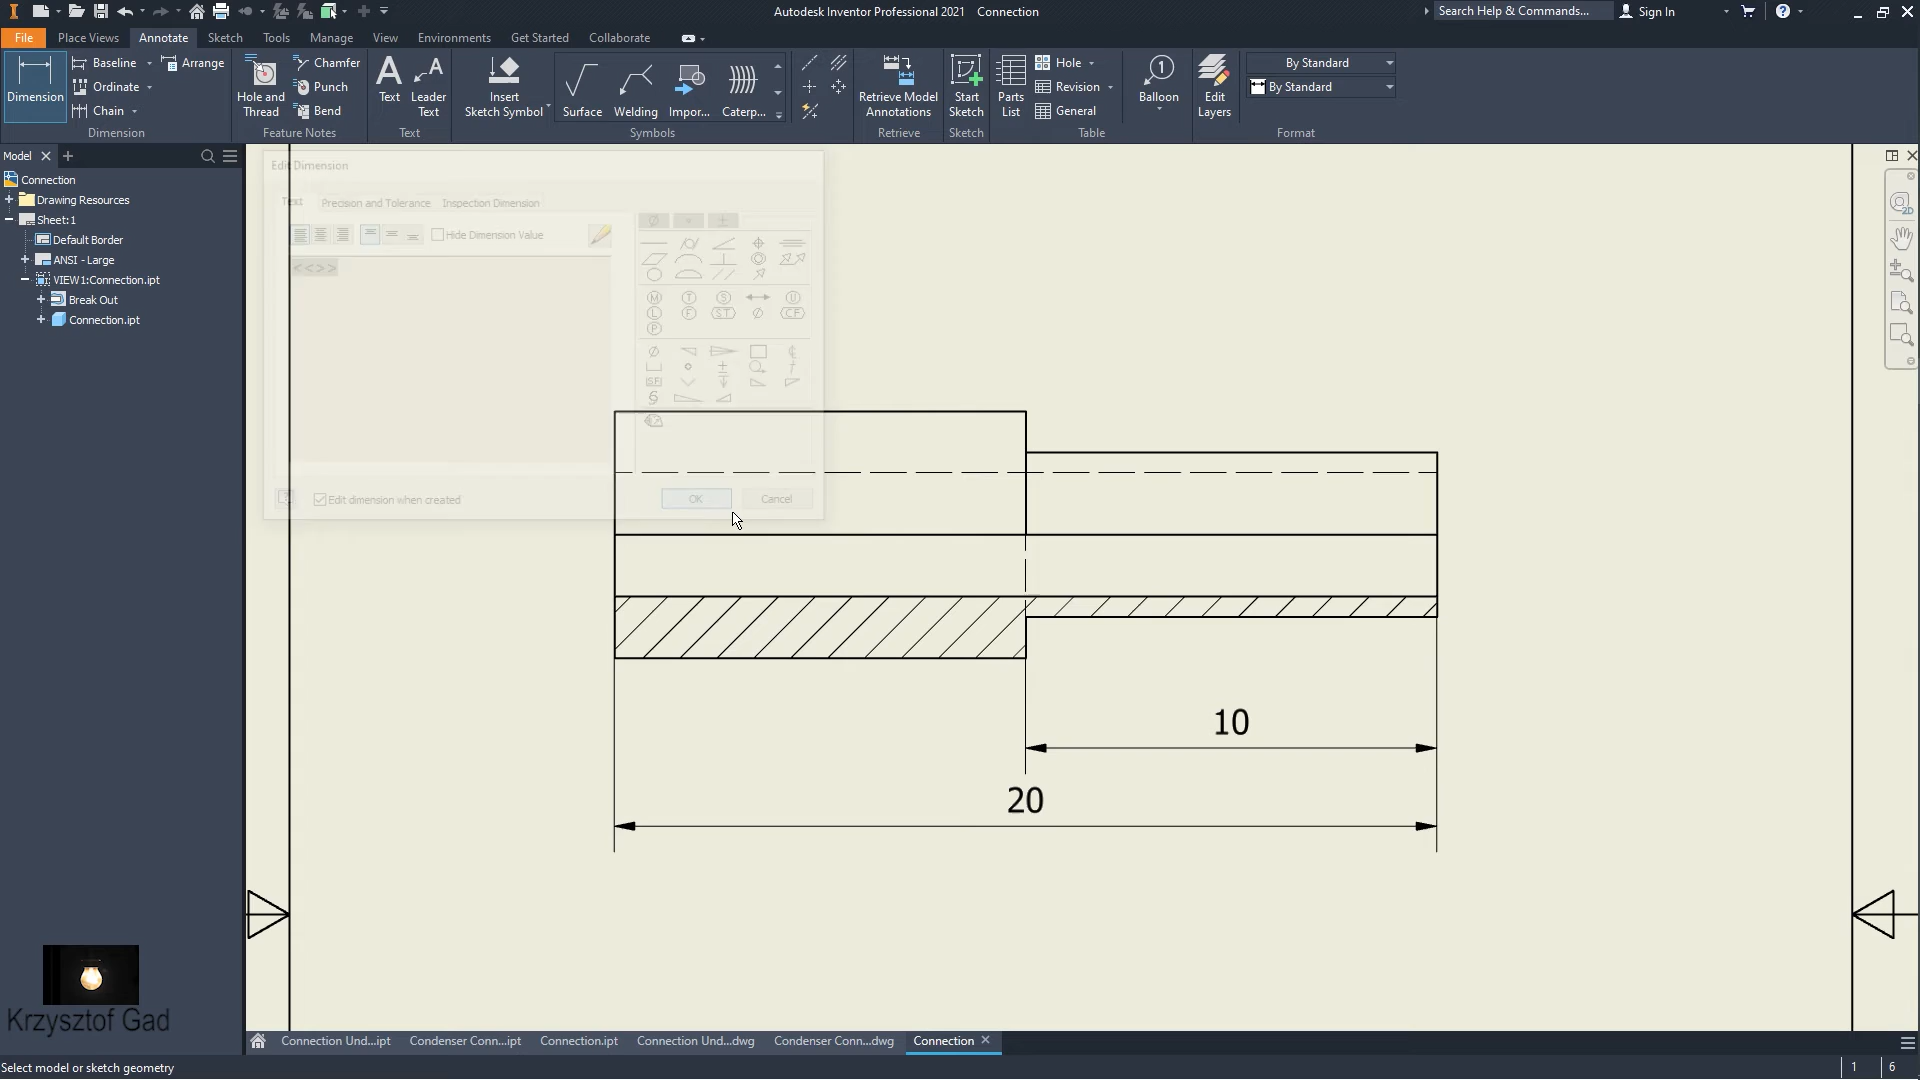 Autodesk Inventor Professional 2021 Connection
Search Help & Commands...
Sign In
File
Place Views
Annotate
Sketch
Tools
Manage
View
Environments
Get Started
Collaborate
Dimension
Baseline
Ordinate
Chain
Arrange
Dimension
Hole and Thread
Chamfer
Punch
Bend
Feature Notes
Text
Leader Text
Text
Insert Sketch Symbol
Surface
Welding
Impor...
Caterp...
Symbols
Retrieve Model Annotations
Retrieve
Start Sketch
Sketch
Parts List
Hole
Revision
General
Table
1
Balloon
Edit Layers
By Standard
By Standard
Format
Model
Connection
Drawing Resources
Sheet:1
Default Border
ANSI - Large
VIEW1:Connection.ipt
Break Out
Connection.ipt
Edit Dimension
Text
Precision and Tolerance
Inspection Dimension
Hide Dimension Value
<<>>
M T S U
L F ST CF
P
Edit dimension when created
OK
Cancel
2D
10
20
Krzysztof Gad
Connection Und...ipt
Condenser Conn...ipt
Connection.ipt
Connection Und...dwg
Condenser Conn...dwg
Connection
Select model or sketch geometry
1
6